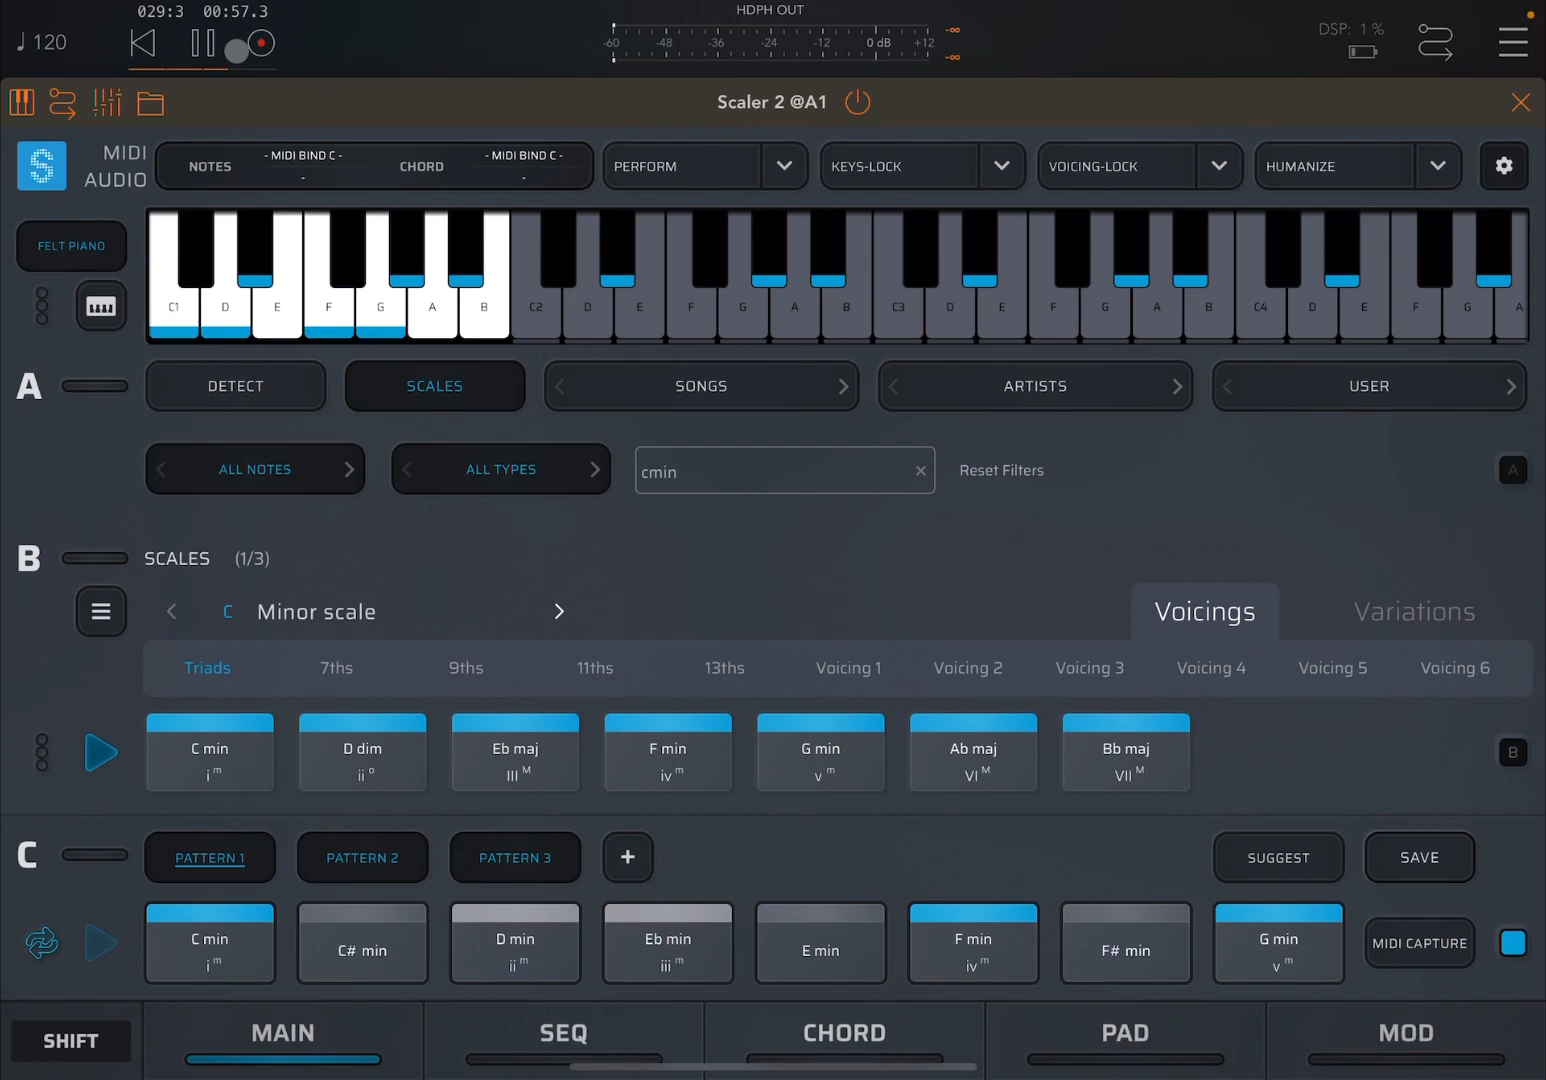 029:3 00:57.3
HDPH OUT
120
-60 -48 -36 -24 -12 0 dB +12
-∞
-∞
DSP: 1 %
Scaler 2 @A1
S
MIDI
AUDIO
NOTES
- MIDI BIND C -
-
CHORD
- MIDI BIND C -
-
PERFORM
KEYS-LOCK
VOICING-LOCK
HUMANIZE
FELT PIANO
C1 D E F G A B C2 D E F G A B C3 D E F G A B C4 D E F G A
A
DETECT
SCALES
SONGS
ARTISTS
USER
ALL NOTES
ALL TYPES
cmin
Reset Filters
A
B
SCALES (1/3)
C Minor scale
Voicings
Variations
Triads 7ths 9ths 11ths 13th Voicing 1 Voicing 2 Voicing 3 Voicing 4 Voicing 5 Voicing 6
C min
i m
D dim
ii o
Eb maj
III M
F min
iv m
G min
v m
Ab maj
VI M
Bb maj
VII M
B
C
PATTERN 1
PATTERN 2
PATTERN 3
+
SUGGEST
SAVE
C min
i m
C# min
D min
ii m
Eb min
iii m
E min
F min
iv m
F# min
G min
v m
MIDI CAPTURE
SHIFT
MAIN
SEQ
CHORD
PAD
MOD